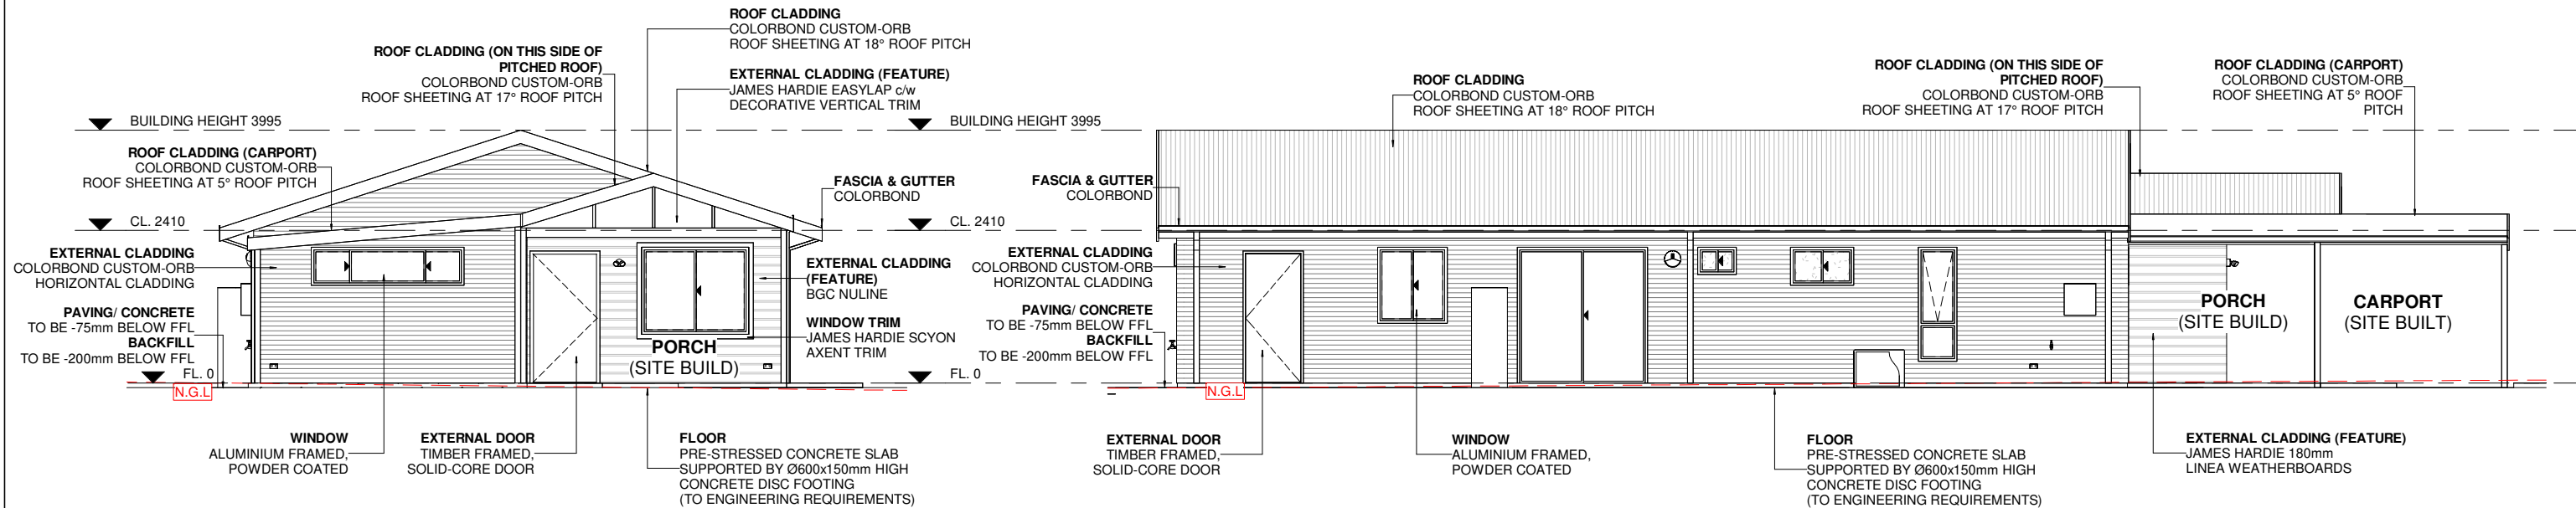 ROOF CLADDING
COLORBOND CUSTOM-ORB
ROOF SHEETING AT 18° ROOF PITCH
ROOF CLADDING (ON THIS SIDE OF
PITCHED ROOF)
COLORBOND CUSTOM-ORB
ROOF SHEETING AT 17° ROOF PITCH
EXTERNAL CLADDING (FEATURE)
JAMES HARDIE EASYLAP c/w
DECORATIVE VERTICAL TRIM
BUILDING HEIGHT 3995
ROOF CLADDING (CARPORT)
COLORBOND CUSTOM-ORB
ROOF SHEETING AT 5° ROOF PITCH
FASCIA & GUTTER
COLORBOND
CL. 2410
EXTERNAL CLADDING
COLORBOND CUSTOM-ORB
HORIZONTAL CLADDING
EXTERNAL CLADDING
(FEATURE)
BGC NULINE
PAVING/ CONCRETE
TO BE -75mm BELOW FFL
BACKFILL
TO BE -200mm BELOW FFL
WINDOW TRIM
JAMES HARDIE SCYON
AXENT TRIM
PORCH
(SITE BUILD)
FL. 0
N.G.L
WINDOW
ALUMINIUM FRAMED,
POWDER COATED
EXTERNAL DOOR
TIMBER FRAMED,
SOLID-CORE DOOR
FLOOR
PRE-STRESSED CONCRETE SLAB
SUPPORTED BY Ø600x150mm HIGH
CONCRETE DISC FOOTING
(TO ENGINEERING REQUIREMENTS)
ROOF CLADDING
COLORBOND CUSTOM-ORB
ROOF SHEETING AT 18° ROOF PITCH
ROOF CLADDING (ON THIS SIDE OF
PITCHED ROOF)
COLORBOND CUSTOM-ORB
ROOF SHEETING AT 17° ROOF PITCH
ROOF CLADDING (CARPORT)
COLORBOND CUSTOM-ORB
ROOF SHEETING AT 5° ROOF
PITCH
BUILDING HEIGHT 3995
FASCIA & GUTTER
COLORBOND
CL. 2410
EXTERNAL CLADDING
COLORBOND CUSTOM-ORB
HORIZONTAL CLADDING
PAVING/ CONCRETE
TO BE -75mm BELOW FFL
BACKFILL
TO BE -200mm BELOW FFL
PORCH
(SITE BUILD)
CARPORT
(SITE BUILT)
FL. 0
N.G.L
EXTERNAL DOOR
TIMBER FRAMED,
SOLID-CORE DOOR
WINDOW
ALUMINIUM FRAMED,
POWDER COATED
FLOOR
PRE-STRESSED CONCRETE SLAB
SUPPORTED BY Ø600x150mm HIGH
CONCRETE DISC FOOTING
(TO ENGINEERING REQUIREMENTS)
EXTERNAL CLADDING (FEATURE)
JAMES HARDIE 180mm
LINEA WEATHERBOARDS